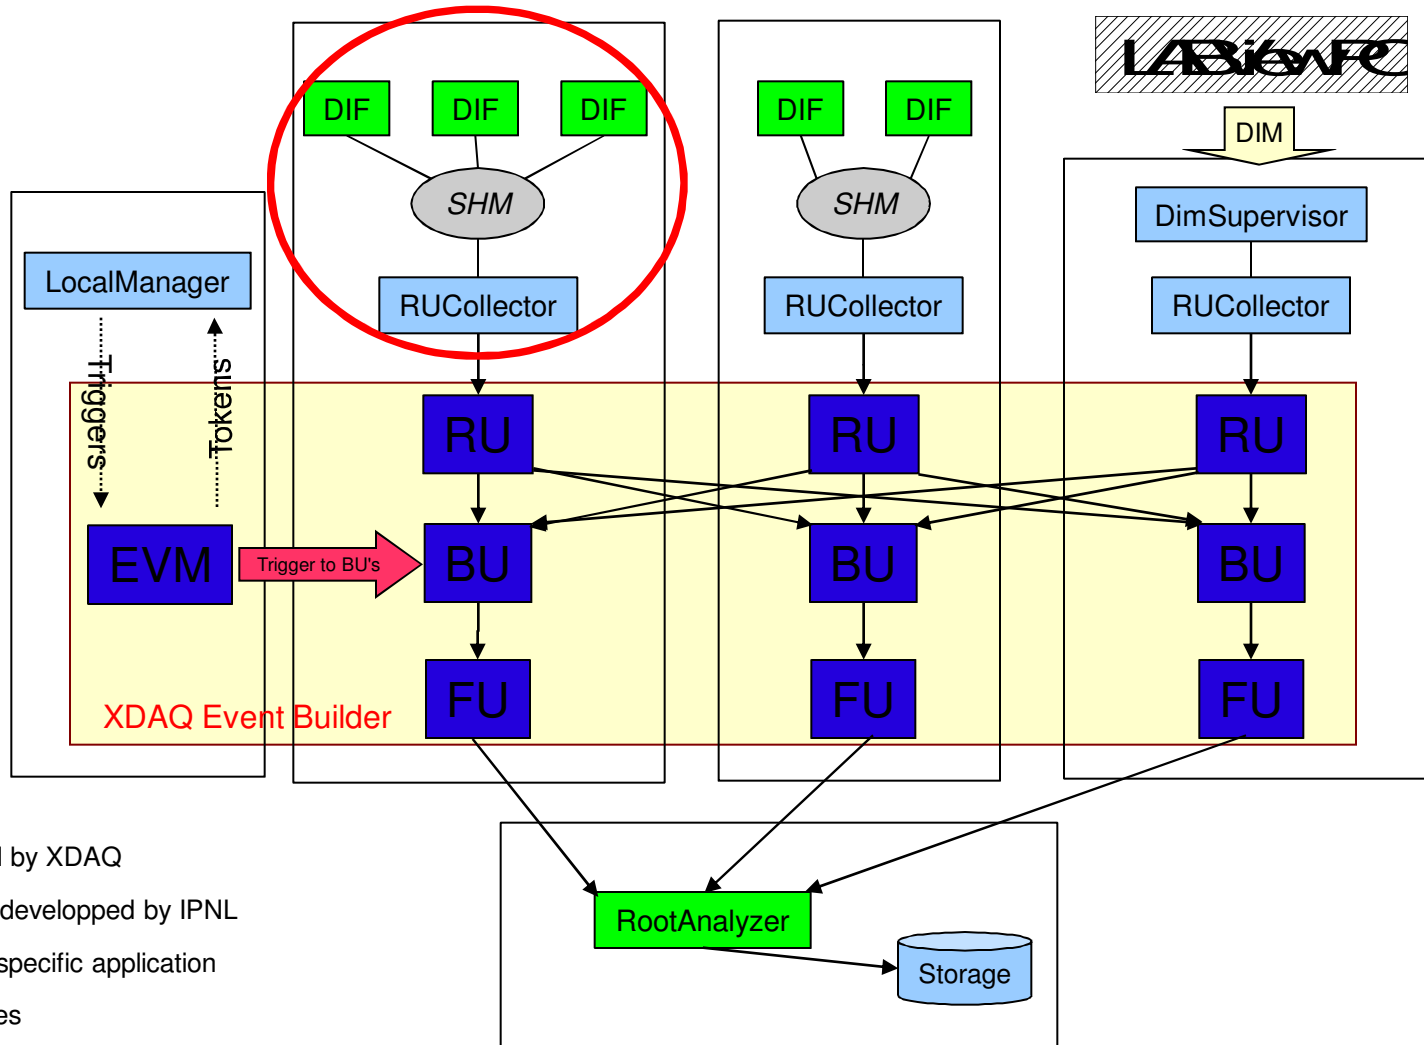 DIF DIF DIF DIF DIF
DIM
SHM SHM DimSupervisor
LocalManager RUCollector RUCollector RUCollector
Triggers Tokens
RU RU RU
EVM Trigger to BU's BU BU BU
XDAQ Event Builder FU FU FU
by XDAQ
developped by IPNL
specific application
RootAnalyzer
Storage